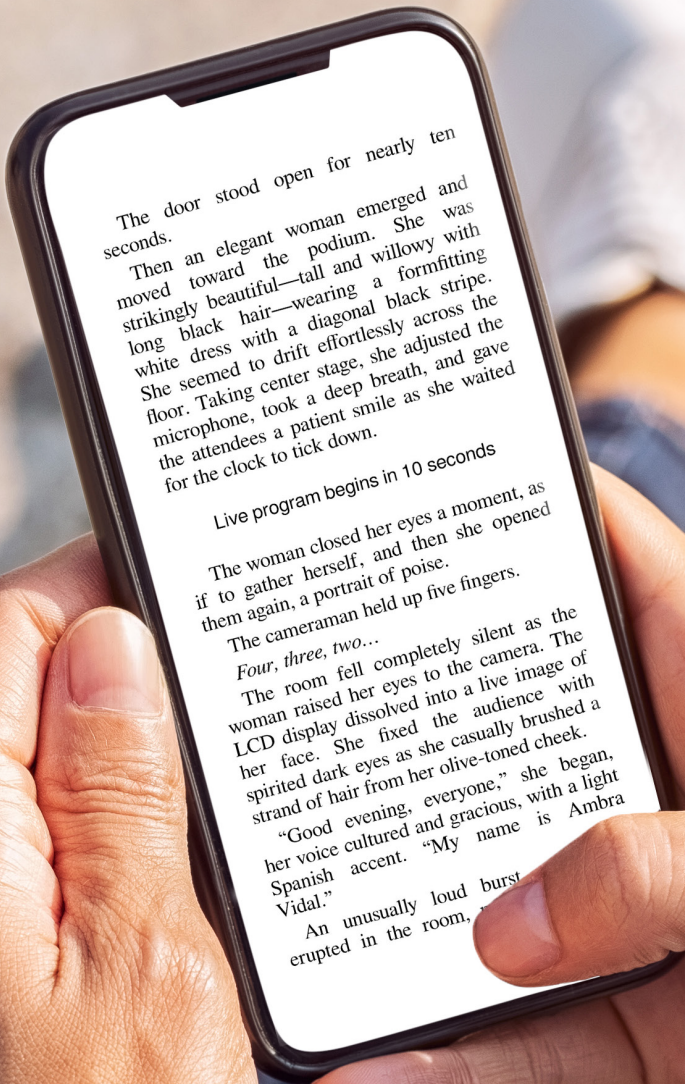 The door stood open for nearly ten
seconds.
Then an elegant woman emerged and
moved toward the podium. She was
strikingly beautiful—tall and willowy with
long black hair—wearing a formfitting
white dress with a diagonal black stripe.
She seemed to drift effortlessly across the
floor. Taking center stage, she adjusted the
microphone, took a deep breath, and gave
the attendees a patient smile as she waited
for the clock to tick down.
Live program begins in 10 seconds
The woman closed her eyes a moment, as
if to gather herself, and then she opened
them again, a portrait of poise.
The cameraman held up five fingers.
Four, three, two…
The room fell completely silent as the
woman raised her eyes to the camera. The
LCD display dissolved into a live image of
her face. She fixed the audience with
spirited dark eyes as she casually brushed a
strand of hair from her olive-toned cheek.
“Good evening, everyone,” she began,
her voice cultured and gracious, with a light
Spanish accent. “My name is Ambra
Vidal.”
An unusually loud burst
erupted in the room,